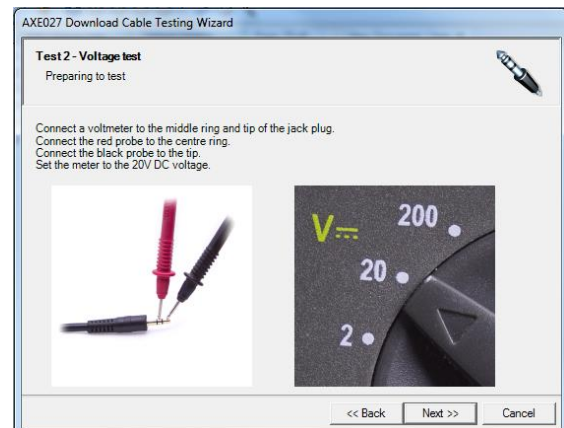 AXE027 Download Cable Testing Wizard
Test 2 - Voltage test
Preparing to test
Connect a voltmeter to the middle ring and tip of the jack plug.
Connect the red probe to the centre ring.
Connect the black probe to the tip.
Set the meter to the 20V DC voltage.
V
200
20
2
<< Back
Next >>
Cancel